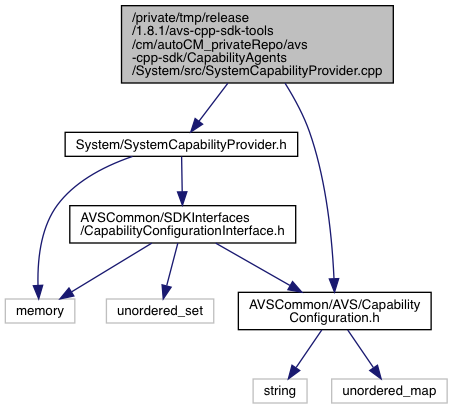 /private/tmp/release
/1.8.1/avs-cpp-sdk-tools
/cm/autoCM_privateRepo/avs
-cpp-sdk/CapabilityAgents
/System/src/SystemCapabilityProvider.cpp
System/SystemCapabilityProvider.h
AVSCommon/SDKInterfaces
/CapabilityConfigurationInterface.h
memory
unordered_set
AVSCommon/AVS/Capability
Configuration.h
string
unordered_map